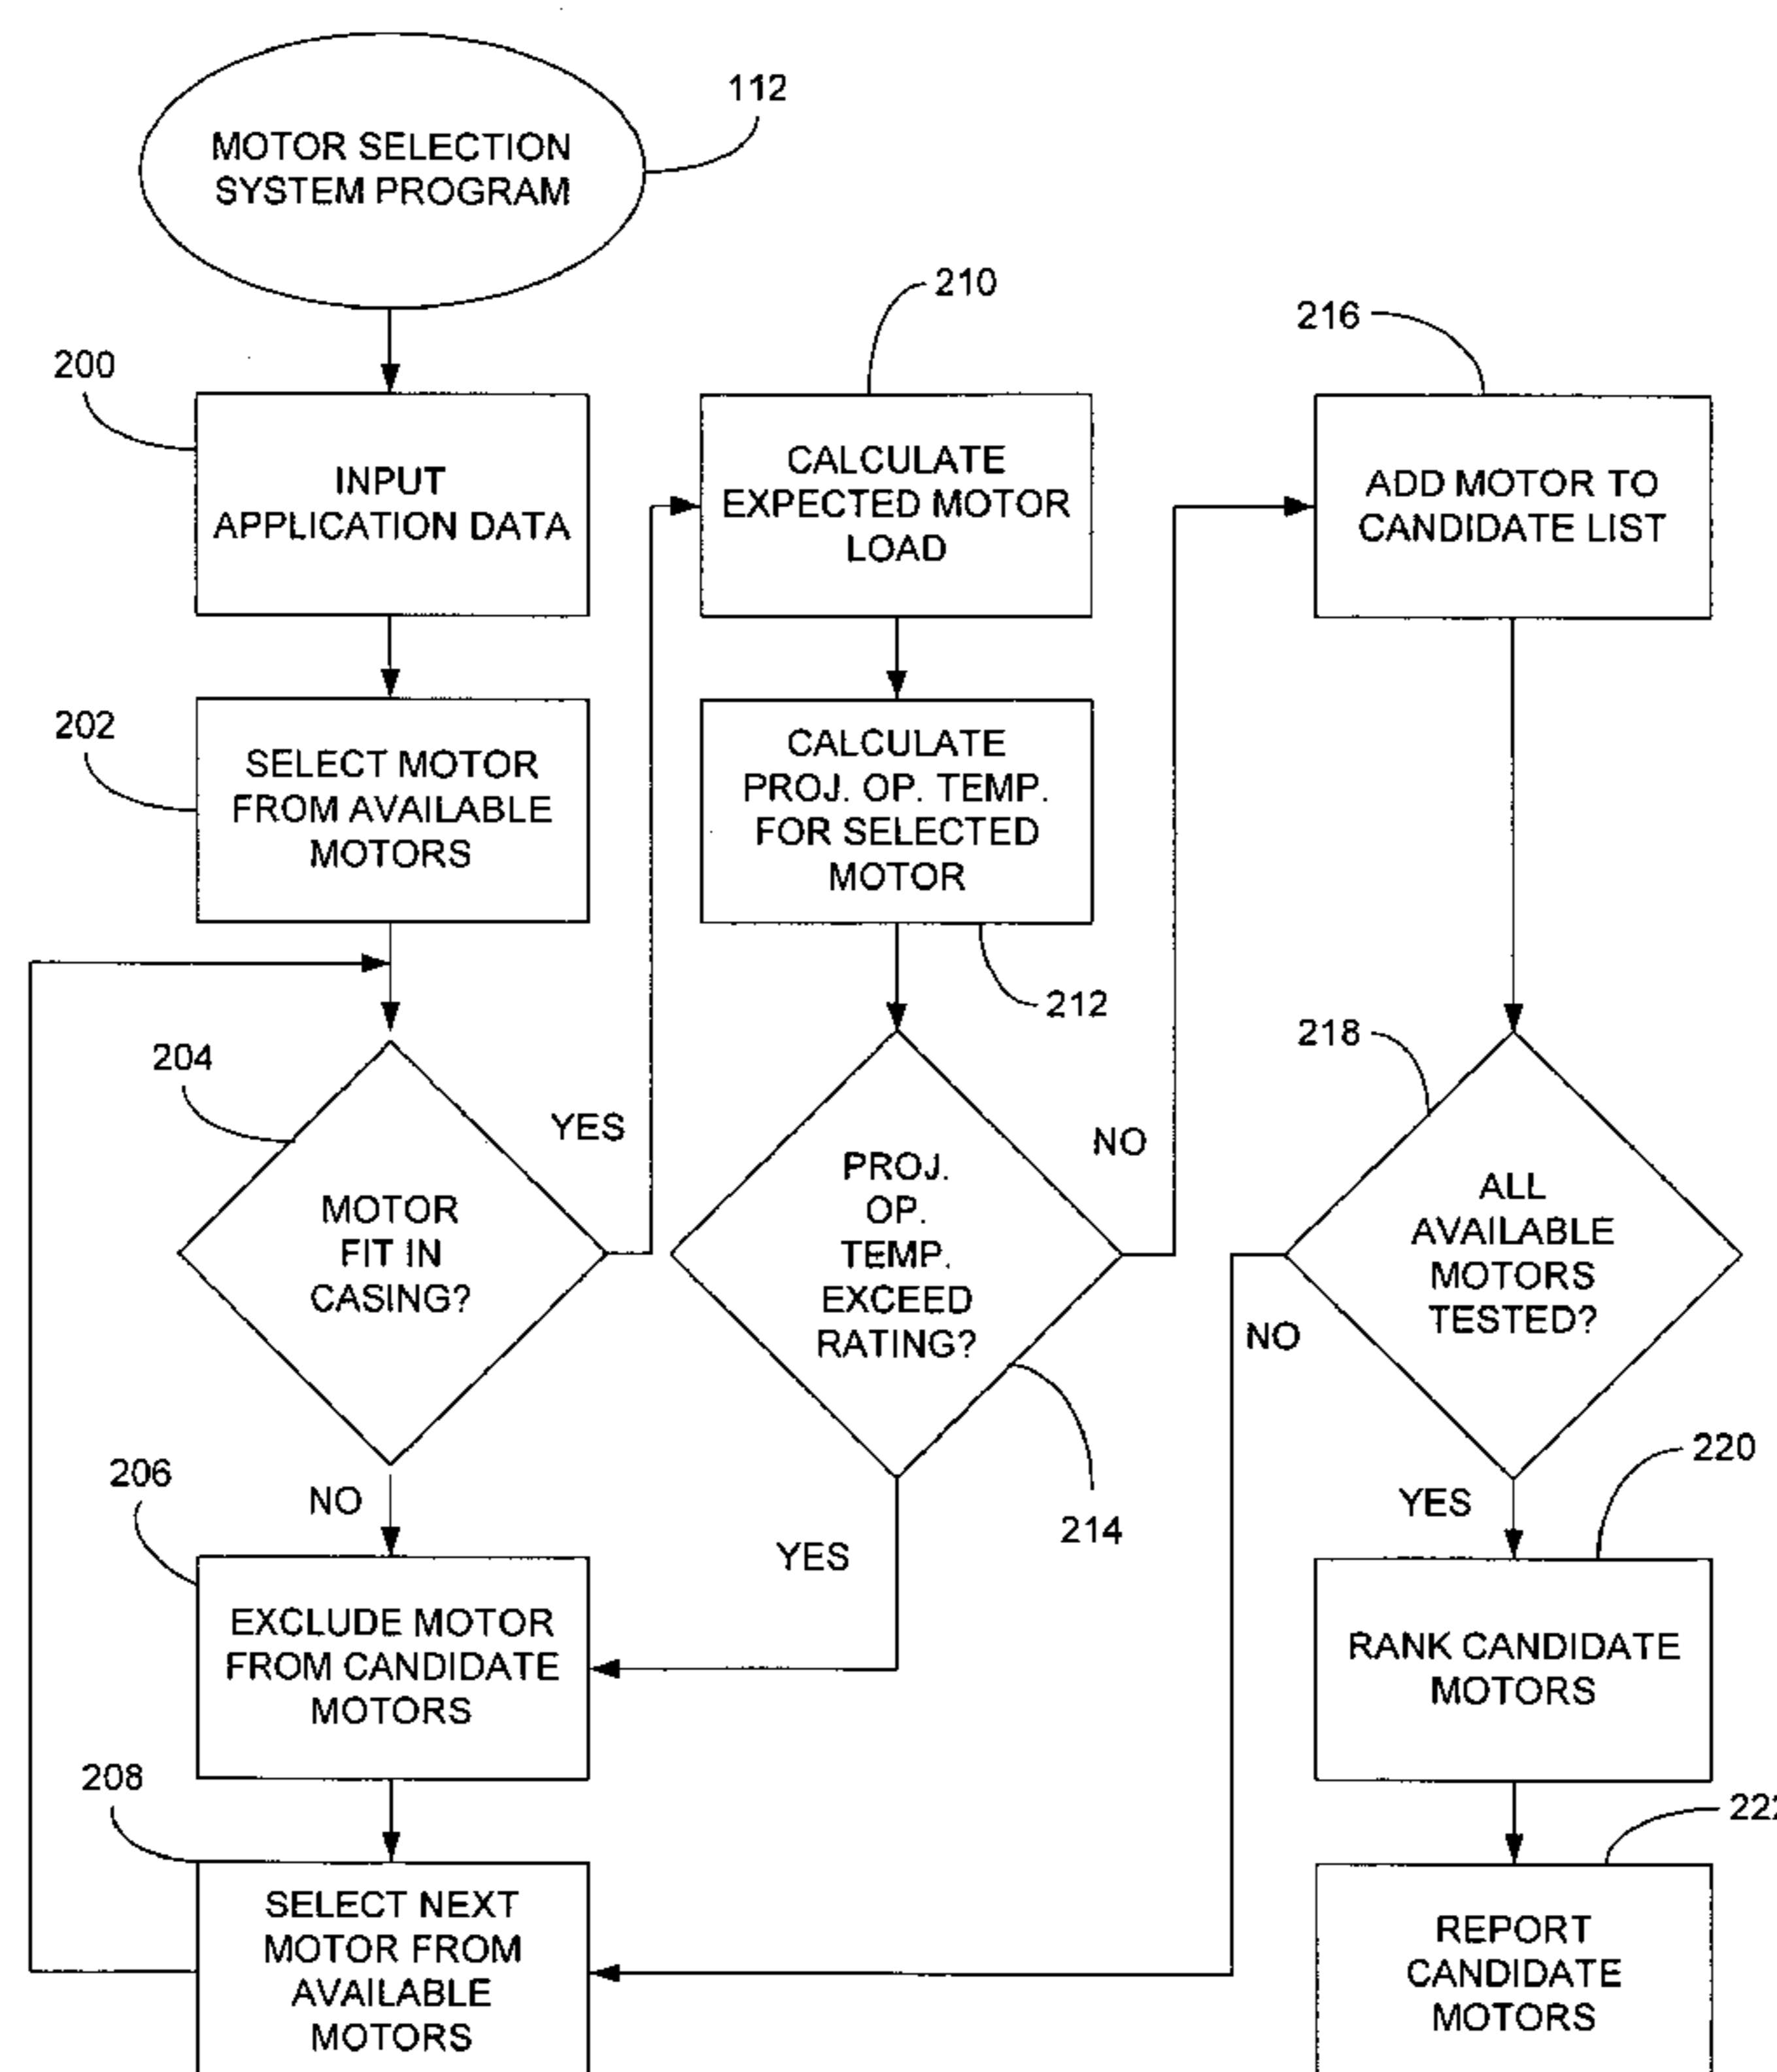 MOTOR SELECTION
SYSTEM PROGRAM
112
200
INPUT
APPLICATION DATA
202
SELECT MOTOR
FROM AVAILABLE
MOTORS
204
MOTOR
FIT IN
CASING?
YES
NO
206
EXCLUDE MOTOR
FROM CANDIDATE
MOTORS
208
SELECT NEXT
MOTOR FROM
AVAILABLE
MOTORS
210
CALCULATE
EXPECTED MOTOR
LOAD
CALCULATE
PROJ. OP. TEMP.
FOR SELECTED
MOTOR
212
PROJ.
OP.
TEMP.
EXCEED
RATING?
NO
YES
214
216
ADD MOTOR TO
CANDIDATE LIST
218
ALL
AVAILABLE
MOTORS
TESTED?
NO
YES
220
RANK CANDIDATE
MOTORS
222
REPORT
CANDIDATE
MOTORS